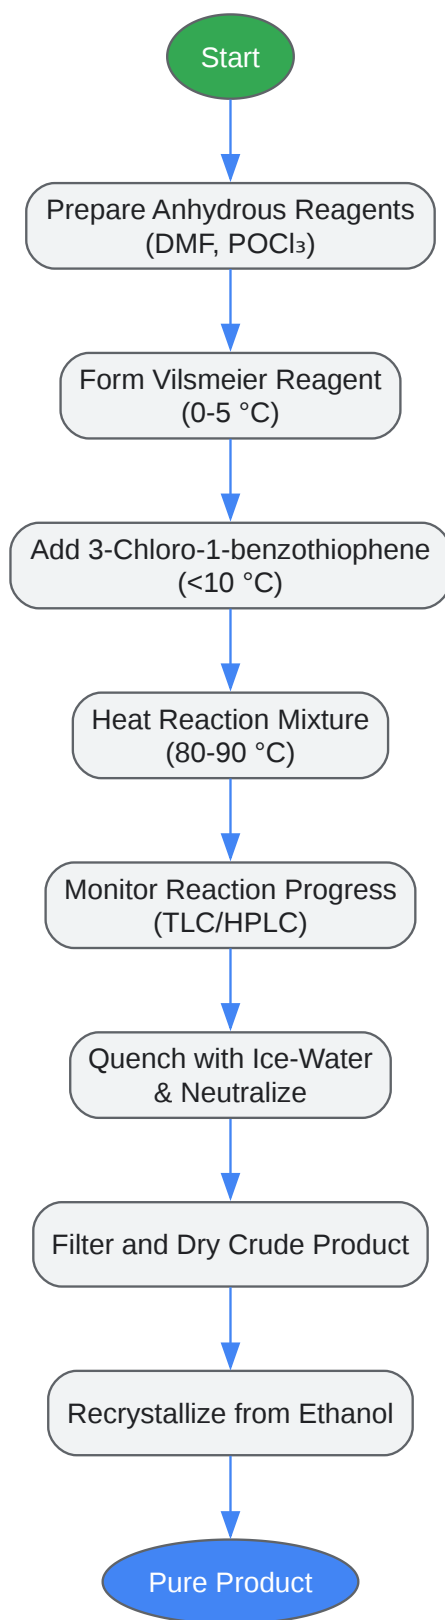 Start
Prepare Anhydrous Reagents
(DMF, POCl₃)
Form Vilsmeier Reagent
(0-5 °C)
Add 3-Chloro-1-benzothiophene
(<10 °C)
Heat Reaction Mixture
(80-90 °C)
Monitor Reaction Progress
(TLC/HPLC)
Quench with Ice-Water
& Neutralize
Filter and Dry Crude Product
Recrystallize from Ethanol
Pure Product